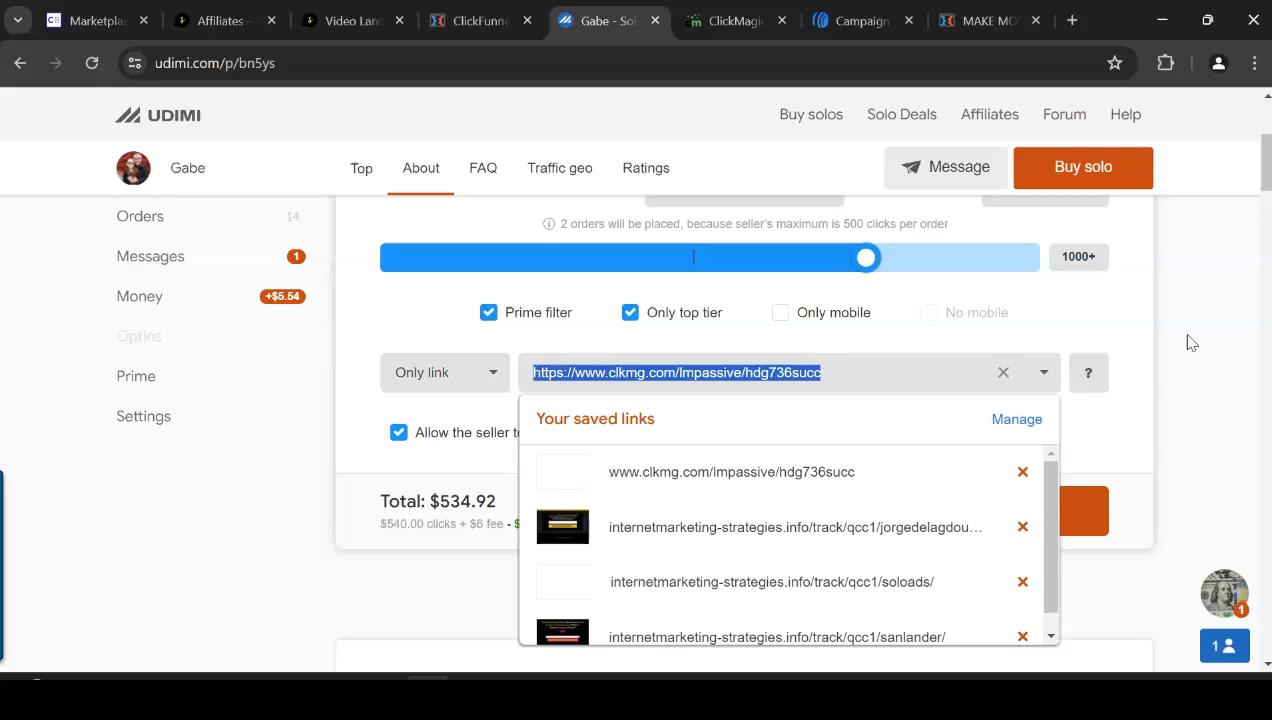 Marketpla
Affiliates -
Video Lan
ClickFunne
Gabe - Sol
ClickMagi
Campaign
MAKE MO
udimi.com/p/bn5ys
UDIMI
Buy solos
Solo Deals
Affiliates
Forum
Help
Gabe
Top
About
FAQ
Traffic geo
Ratings
Message
Buy solo
Orders 14
Messages 1
Money +$5.54
Optins
Prime
Settings
2 orders will be placed, because seller's maximum is 500 clicks per order
1000+
Prime filter
Only top tier
Only mobile
No mobile
Only link
https://www.clkmg.com/lmpassive/hdg736succ
?
Your saved links
Manage
Allow the seller to
www.clkmg.com/lmpassive/hdg736succ
internetmarketing-strategies.info/track/qcc1/jorgedelagdou…
internetmarketing-strategies.info/track/qcc1/soloads/
internetmarketing-strategies.info/track/qcc1/sanlander/
Total: $534.92
$540.00 clicks + $6 fee -
1
1